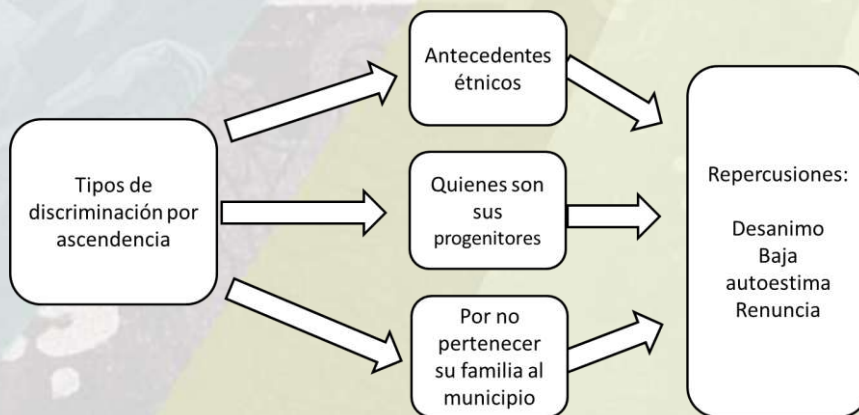 Tipos de
discriminación por
ascendencia
Antecedentes
étnicos
Quienes son
sus
progenitores
Por no
pertenecer
su familia al
municipio
Repercusiones:
Desanimo
Baja
autoestima
Renuncia